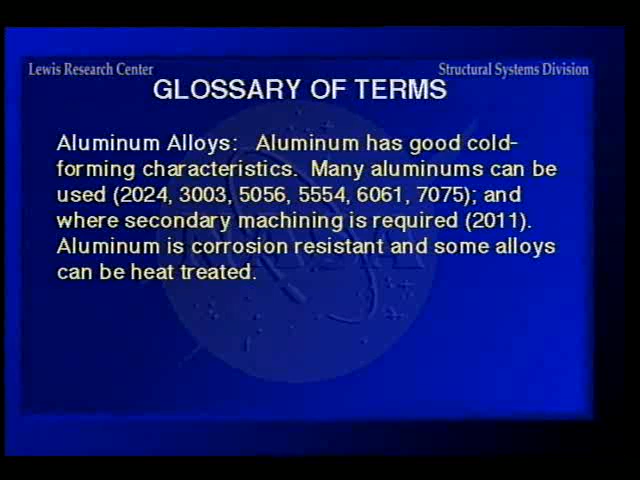 Lewis Research Center
Structural Systems Division
GLOSSARY OF TERMS
Aluminum Alloys: Aluminum has good cold-
forming characteristics. Many aluminums can be
used (2024, 3003, 5056, 5554, 6061, 7075); and
where secondary machining is required (2011).
Aluminum is corrosion resistant and some alloys
can be heat treated.